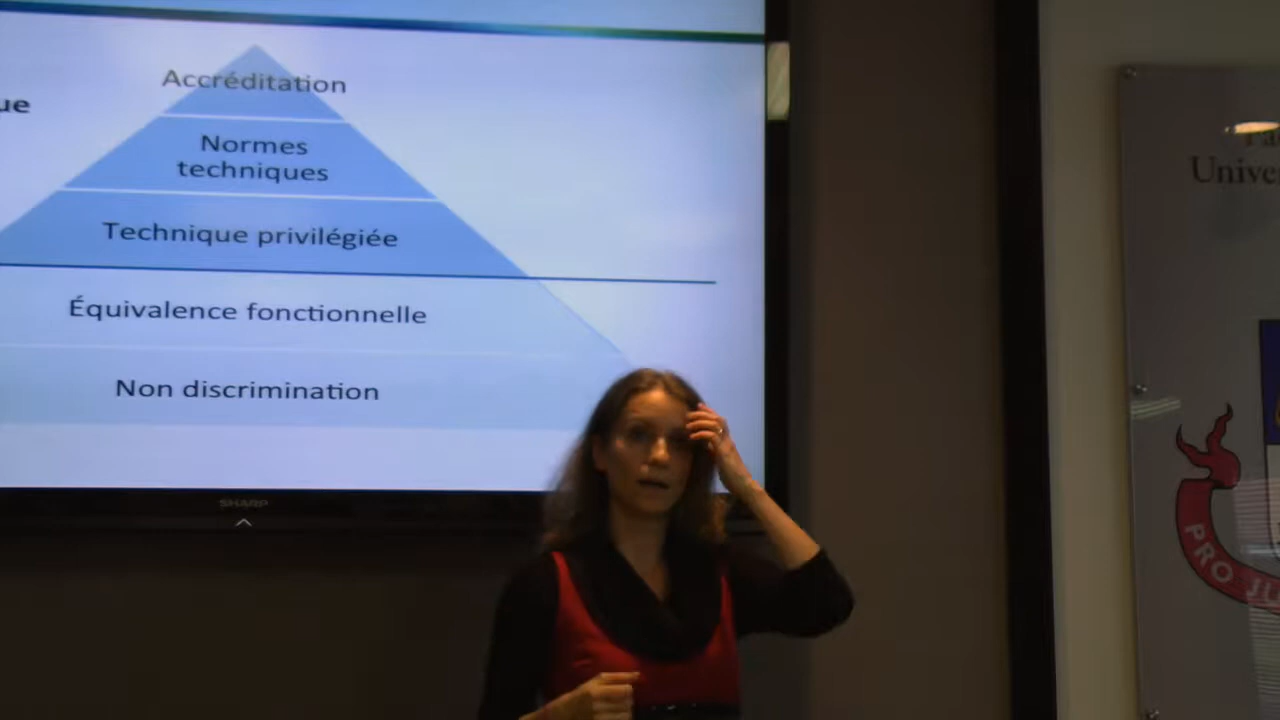 Accréditation
ue
Normes
techniques
Technique privilégiée
Équivalence fonctionnelle
Non discrimination
SHARP
Unive
PRO JU